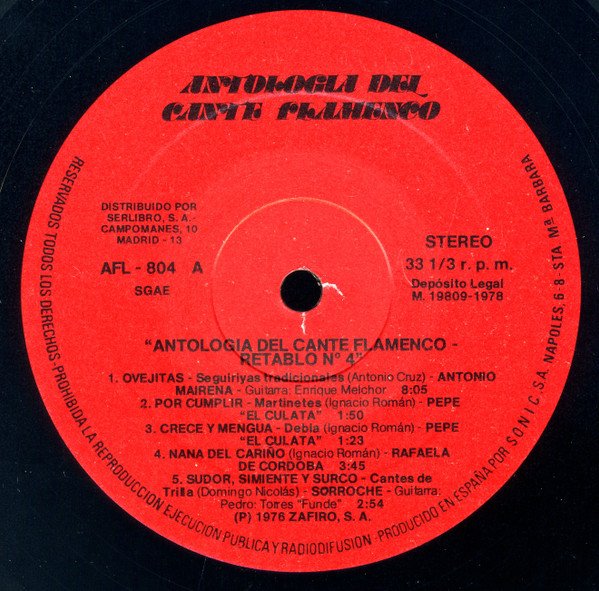 ANTOLOGIA DEL
CANTE FLAMENCO
DISTRIBUIDO POR
SERLIBRO, S. A.-
CAMPOMANES, 10
MADRID - 13
AFL - 804 A
SGAE
STEREO
33 1/3 r. p. m.
Depósito Legal
M. 19809-1978
"ANTOLOGIA DEL CANTE FLAMENCO -
RETABLO Nº 4"
1. OVEJITAS - Seguiriyas tradicionales (Antonio Cruz) - ANTONIO
MAIRENA - Guitarra: Enrique Melchor 8:05
2. POR CUMPLIR - Martinetes (Ignacio Román) - PEPE
"EL CULATA" 1:50
3. CRECE Y MENGUA - Debla (Ignacio Román) - PEPE
"EL CULATA" 1:23
4. NANA DEL CARIÑO (Ignacio Román) - RAFAELA
DE CORDOBA 3:45
5. SUDOR, SIMIENTE Y SURCO - Cantes de
Trilla (Domingo Nicolás) - SORROCHE - Guitarra:
Pedro: Torres "Funde" 2:54
(P) 1976 ZAFIRO, S. A.
RESERVADOS TODOS LOS DERECHOS-PROHIBIDA LA REPRODUCCION EJECUCION PUBLICA Y RADIODIFUSION-PRODUCIDO EN ESPAÑA POR SONIC, S.A. NAPOLES, 6 8-STA. Mª BARBARA